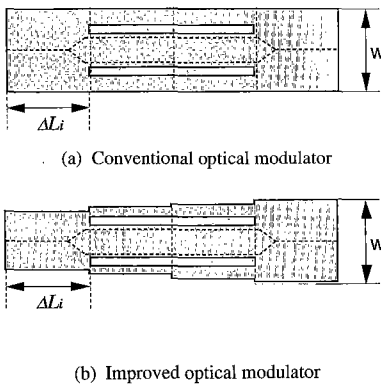 W
ΔLi
(a) Conventional optical modulator
W
ΔLi
(b) Improved optical modulator